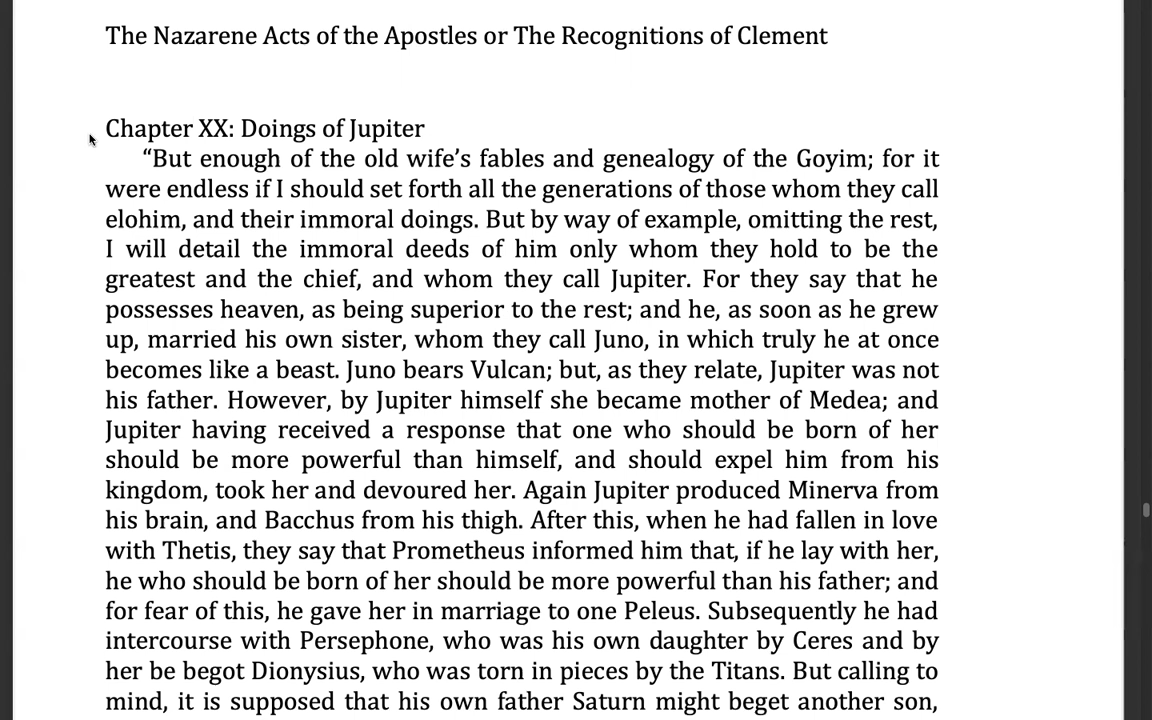 The Nazarene Acts of the Apostles or The Recognitions of Clement
Chapter XX: Doings of Jupiter
“But enough of the old wife’s fables and genealogy of the Goyim; for it
were endless if I should set forth all the generations of those whom they call
elohim, and their immoral doings. But by way of example, omitting the rest,
I will detail the immoral deeds of him only whom they hold to be the
greatest and the chief, and whom they call Jupiter. For they say that he
possesses heaven, as being superior to the rest; and he, as soon as he grew
up, married his own sister, whom they call Juno, in which truly he at once
becomes like a beast. Juno bears Vulcan; but, as they relate, Jupiter was not
his father. However, by Jupiter himself she became mother of Medea; and
Jupiter having received a response that one who should be born of her
should be more powerful than himself, and should expel him from his
kingdom, took her and devoured her. Again Jupiter produced Minerva from
his brain, and Bacchus from his thigh. After this, when he had fallen in love
with Thetis, they say that Prometheus informed him that, if he lay with her,
he who should be born of her should be more powerful than his father; and
for fear of this, he gave her in marriage to one Peleus. Subsequently he had
intercourse with Persephone, who was his own daughter by Ceres and by
her be begot Dionysius, who was torn in pieces by the Titans. But calling to
mind, it is supposed that his own father Saturn might beget another son,